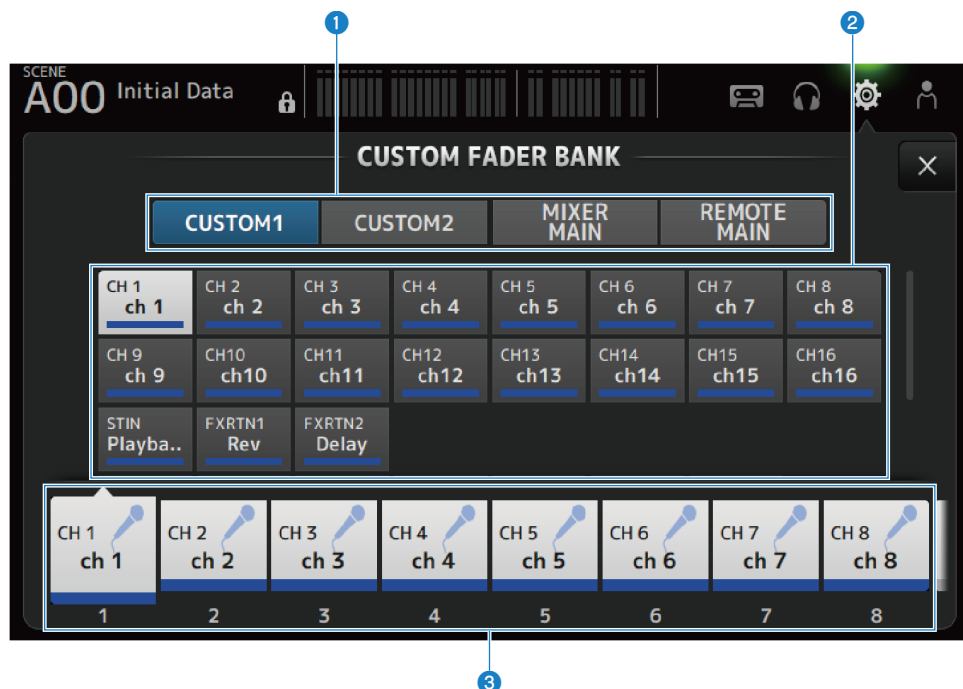 1 2
SCENE
A00 Initial Data
CUSTOM FADER BANK
CUSTOM1 CUSTOM2 MIXER MAIN REMOTE MAIN
CH 1 CH 2 CH 3 CH 4 CH 5 CH 6 CH 7 CH 8
ch 1 ch 2 ch 3 ch 4 ch 5 ch 6 ch 7 ch 8
CH 9 CH10 CH11 CH12 CH13 CH14 CH15 CH16
ch 9 ch10 ch11 ch12 ch13 ch14 ch15 ch16
STIN FXRTN1 FXRTN2
Playba.. Rev Delay
CH 1 CH 2 CH 3 CH 4 CH 5 CH 6 CH 7 CH 8
ch 1 ch 2 ch 3 ch 4 ch 5 ch 6 ch 7 ch 8
1 2 3 4 5 6 7 8
3